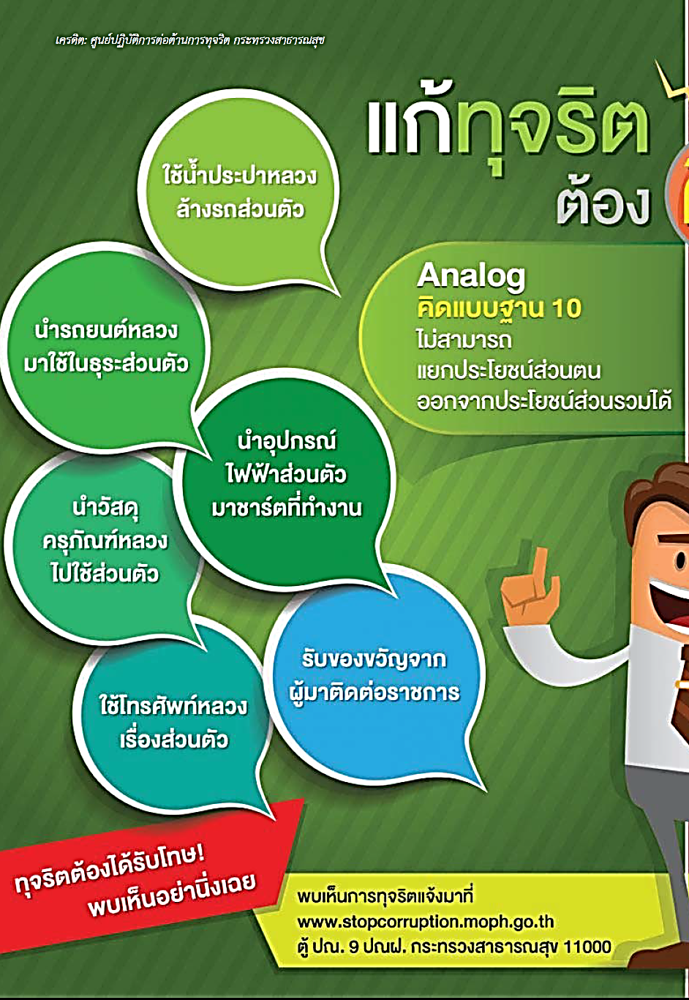 เครดิต: ศูนย์ปฏิบัติการต่อต้านการทุจริต กระทรวงสาธารณสุข
แก้ทุจริต
ต้อง
ใช้น้ำประปาหลวง
ล้างรถส่วนตัว
Analog
คิดแบบฐาน 10
ไม่สามารถ
แยกประโยชน์ส่วนตน
ออกจากประโยชน์ส่วนรวมได้
นำรถยนต์หลวง
มาใช้ในธุระส่วนตัว
นำอุปกรณ์
ไฟฟ้าส่วนตัว
มาชาร์ตที่ทำงาน
นำวัสดุ
ครุภัณฑ์หลวง
ไปใช้ส่วนตัว
รับของขวัญจาก
ผู้มาติดต่อราชการ
ใช้โทรศัพท์หลวง
เรื่องส่วนตัว
ทุจริตต้องได้รับโทษ!
พบเห็นอย่านิ่งเฉย
พบเห็นการทุจริตแจ้งมาที่
www.stopcorruption.moph.go.th
ตู้ ปณ. 9 ปณฝ. กระทรวงสาธารณสุข 11000